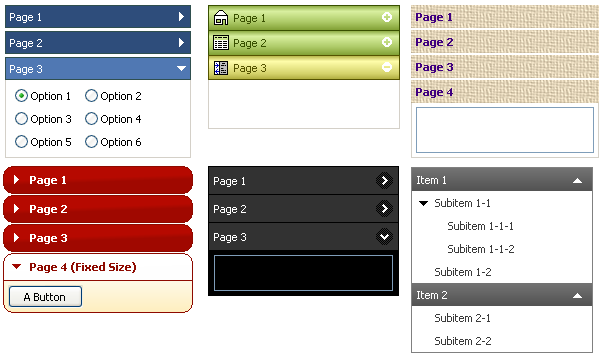 Page 1
Page 2
Page 3
Option 1 Option 2
Option 3 Option 4
Option 5 Option 6
Page 1
Page 2
Page 3
Page 1
Page 2
Page 3
Page 4
Page 1
Page 2
Page 3
Page 4 (Fixed Size)
A Button
Page 1
Page 2
Page 3
Item 1
Subitem 1-1
Subitem 1-1-1
Subitem 1-1-2
Subitem 1-2
Item 2
Subitem 2-1
Subitem 2-2